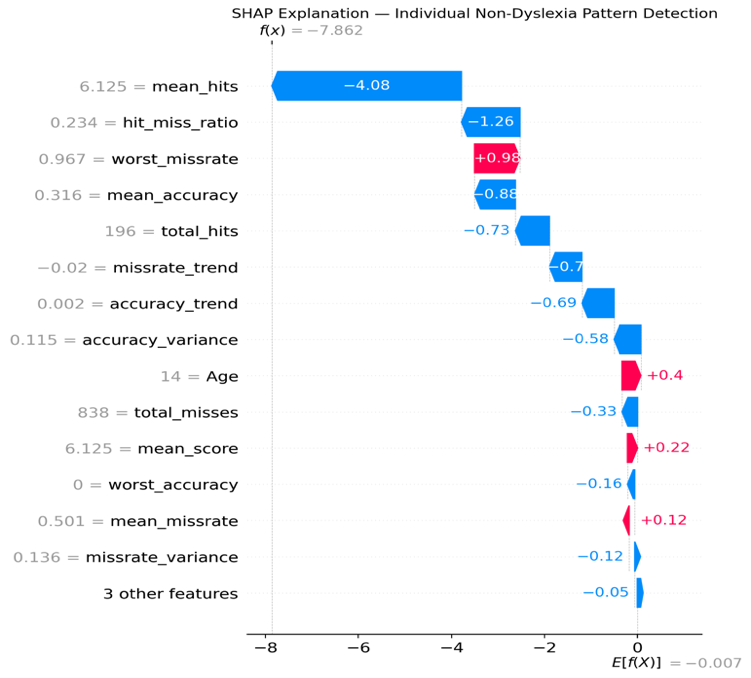 SHAP Explanation — Individual Non-Dyslexia Pattern Detection
f(x) = −7.862
6.125 = mean_hits −4.08
0.234 = hit_miss_ratio −1.26
0.967 = worst_missrate +0.98
0.316 = mean_accuracy −0.88
196 = total_hits −0.73
−0.02 = missrate_trend −0.7
0.002 = accuracy_trend −0.69
0.115 = accuracy_variance −0.58
14 = Age +0.4
838 = total_misses −0.33
6.125 = mean_score +0.22
0 = worst_accuracy −0.16
0.501 = mean_missrate +0.12
0.136 = missrate_variance −0.12
3 other features −0.05
−8 −6 −4 −2 0
E[f(X)] = −0.007